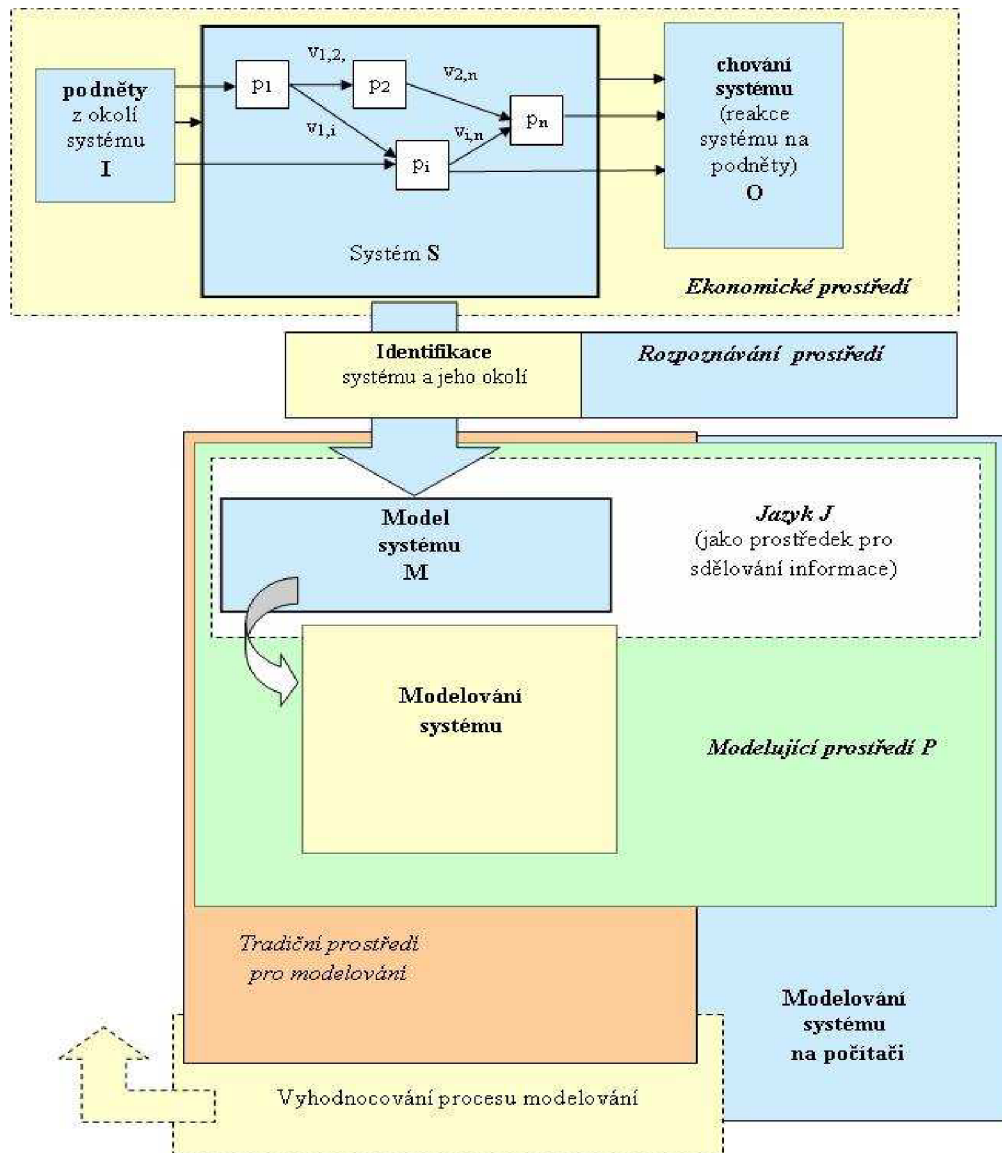 podněty
z okolí
systému
I
v1,2,
v2,n
p1
p2
pn
v1,i
vi,n
pi
Systém S
chování
systému
(reakce
systému na
podněty)
O
Ekonomické prostředí
Identifikace
systému a jeho okolí
Rozpoznávání prostředí
Model
systému
M
Jazyk J
(jako prostředek pro
sdělování informace)
Modelování
systému
Modelující prostředí P
Tradiční prostředí
pro modelování
Modelování
systému
na počítači
Vyhodnocování procesu modelování